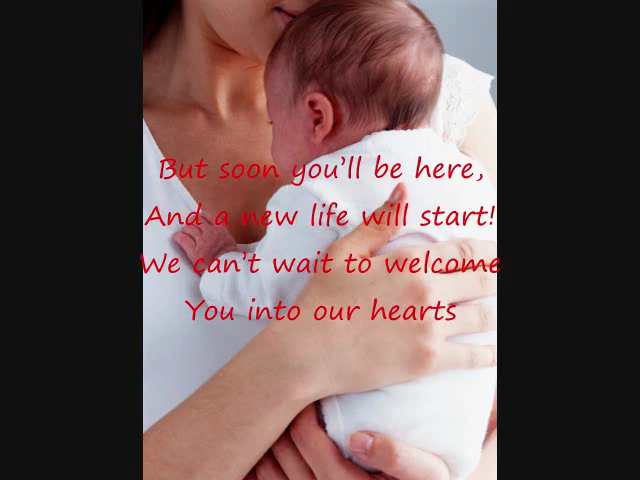 But soon you'll be here,
And a new life will start!
We can't wait to welcome
You into our hearts